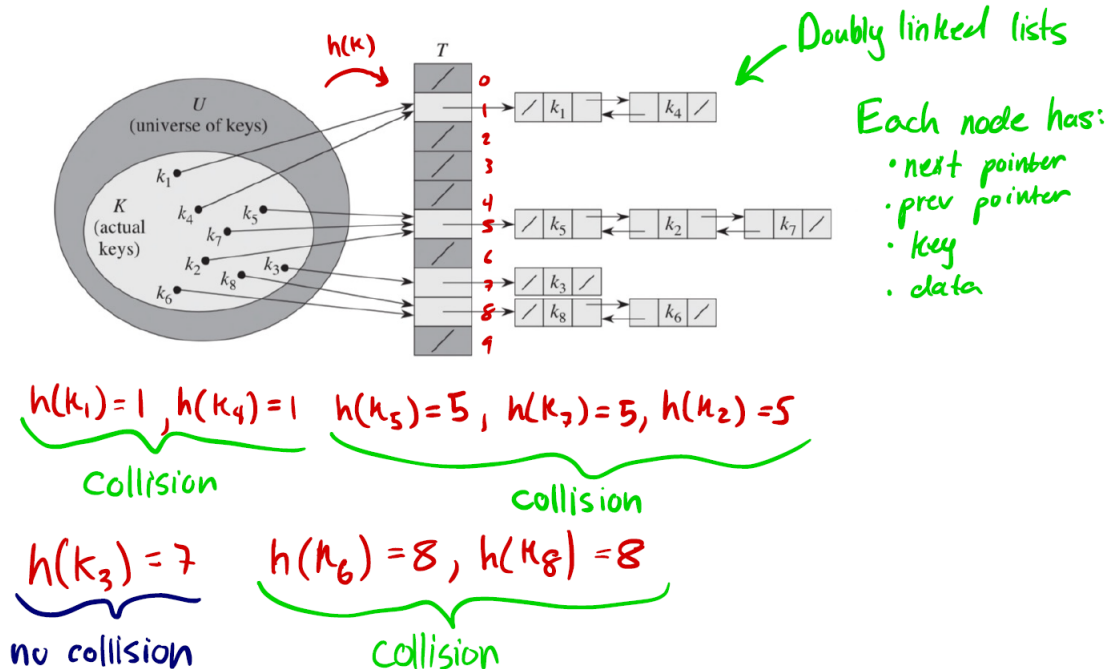 h(k)
T
Doubly linked lists
U
(universe of keys)
0
1
k₁
k₄
2
3
4
Each node has:
• next pointer
• prev pointer
• key
• data
k₁
K
(actual
keys)
k₄
k₅
k₇
k₂
k₈
k₃
k₆
5
k₅
k₂
k₇
6
7
k₃
8
k₈
k₆
9
h(k₁) = 1, h(k₄) = 1
h(k₅) = 5, h(k₇) = 5, h(k₂) = 5
collision
collision
h(k₃) = 7
h(k₆) = 8, h(k₈) = 8
no collision
collision